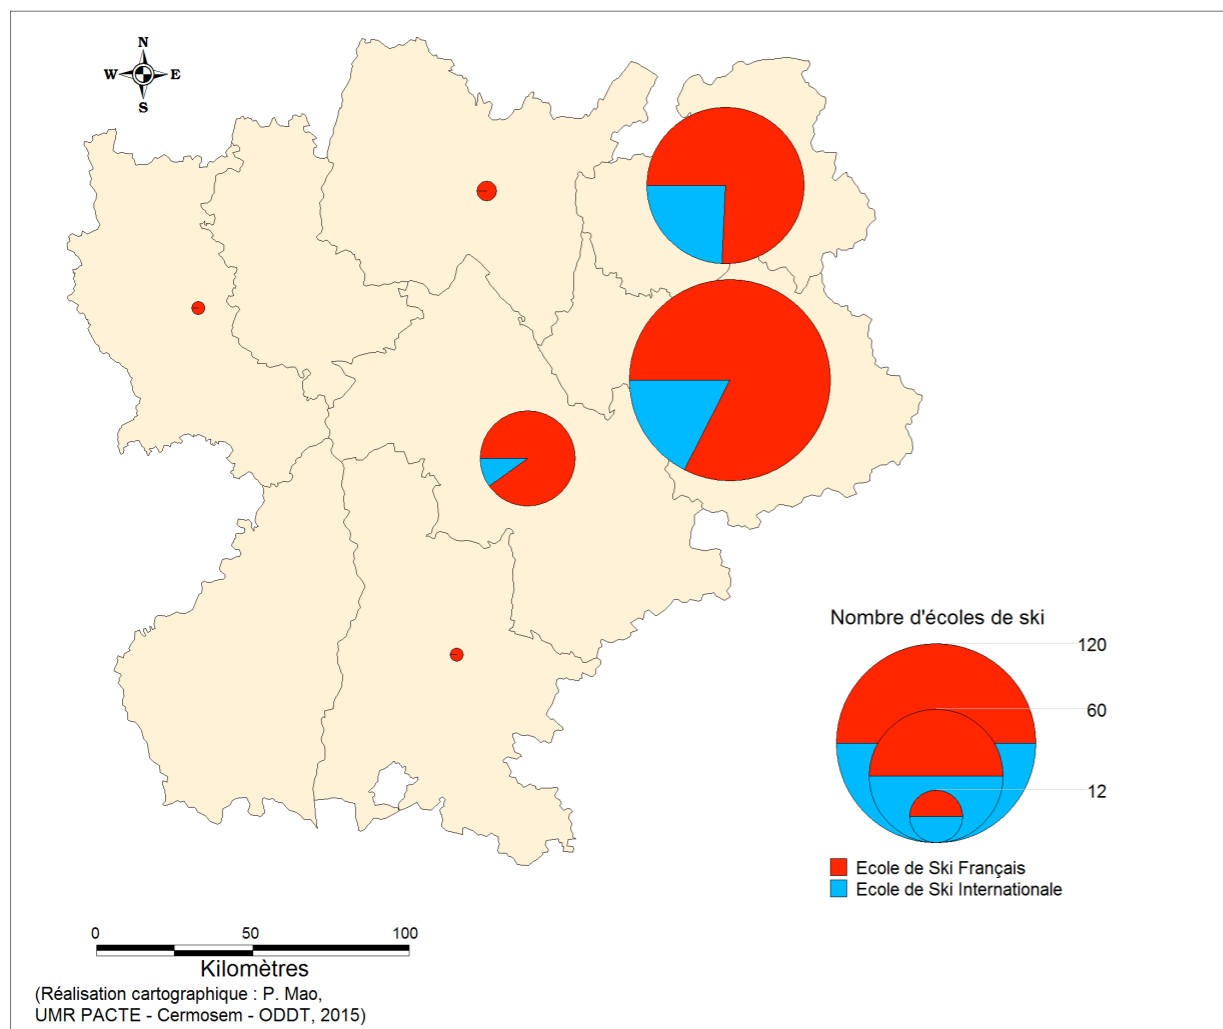 N
W E
S
Nombre d'écoles de ski
120
60
12
Ecole de Ski Français
Ecole de Ski Internationale
0 50 100
Kilomètres
(Réalisation cartographique : P. Mao,
UMR PACTE - Cermosem - ODDT, 2015)